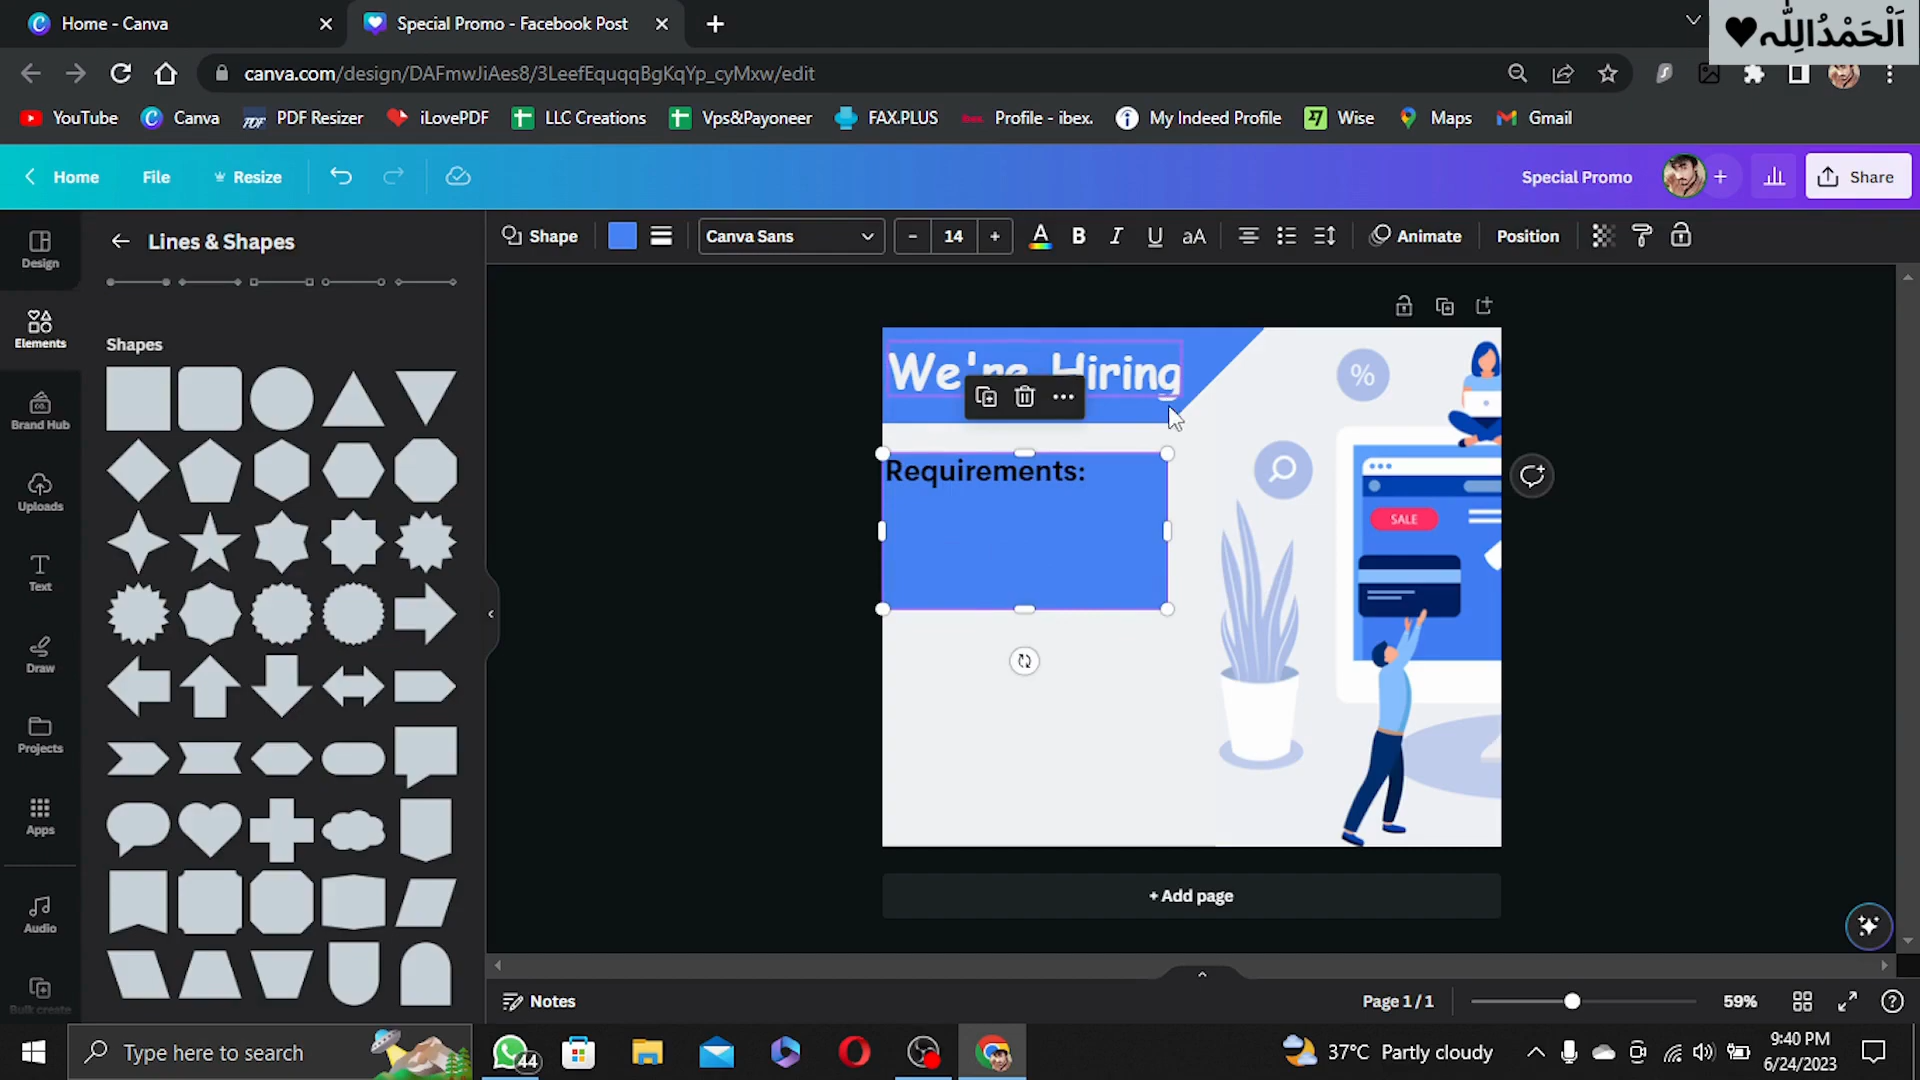 Home - Canva
Special Promo - Facebook Post
اَلْحَمْدُاللّٰه
canva.com/design/DAFmwJiAes8/3LeefEquqqBgKqYp_cyMxw/edit
YouTube
Canva
PDF Resizer
iLovePDF
LLC Creations
Vps&Payoneer
FAX.PLUS
Profile - ibex.
My Indeed Profile
Wise
Maps
Gmail
Home
File
Resize
Special Promo
Share
Design
Elements
Brand Hub
Uploads
Text
Draw
Projects
Apps
Audio
Bulk create
Lines & Shapes
Shapes
Shape
Canva Sans
14
A
B
I
U
aA
Animate
Position
We're Hiring
Requirements:
%
SALE
+ Add page
Notes
Page 1 / 1
59%
Type here to search
44
37°C Partly cloudy
9:40 PM
6/24/2023